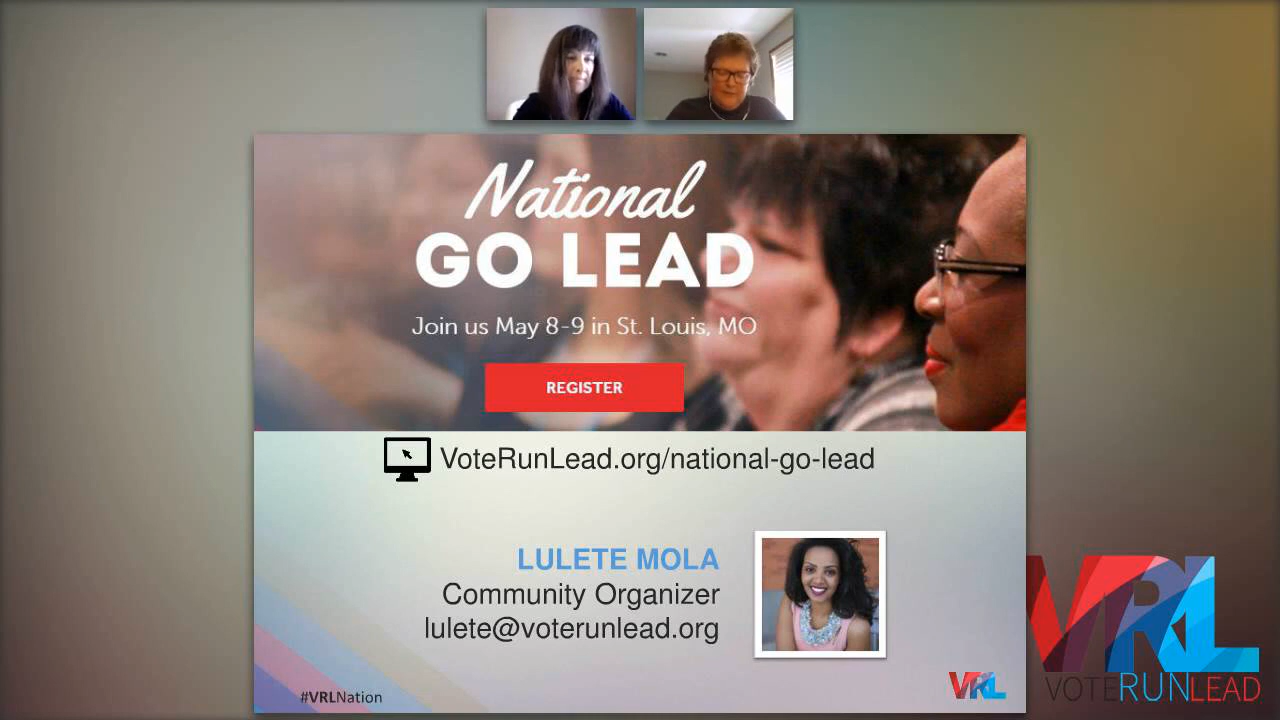 National
GO LEAD
Join us May 8-9 in St. Louis, MO
REGISTER
VoteRunLead.org/national-go-lead
LULETE MOLA
Community Organizer
lulete@voterunlead.org
#VRLNation
VRL
VRL
VOTERUNLEAD